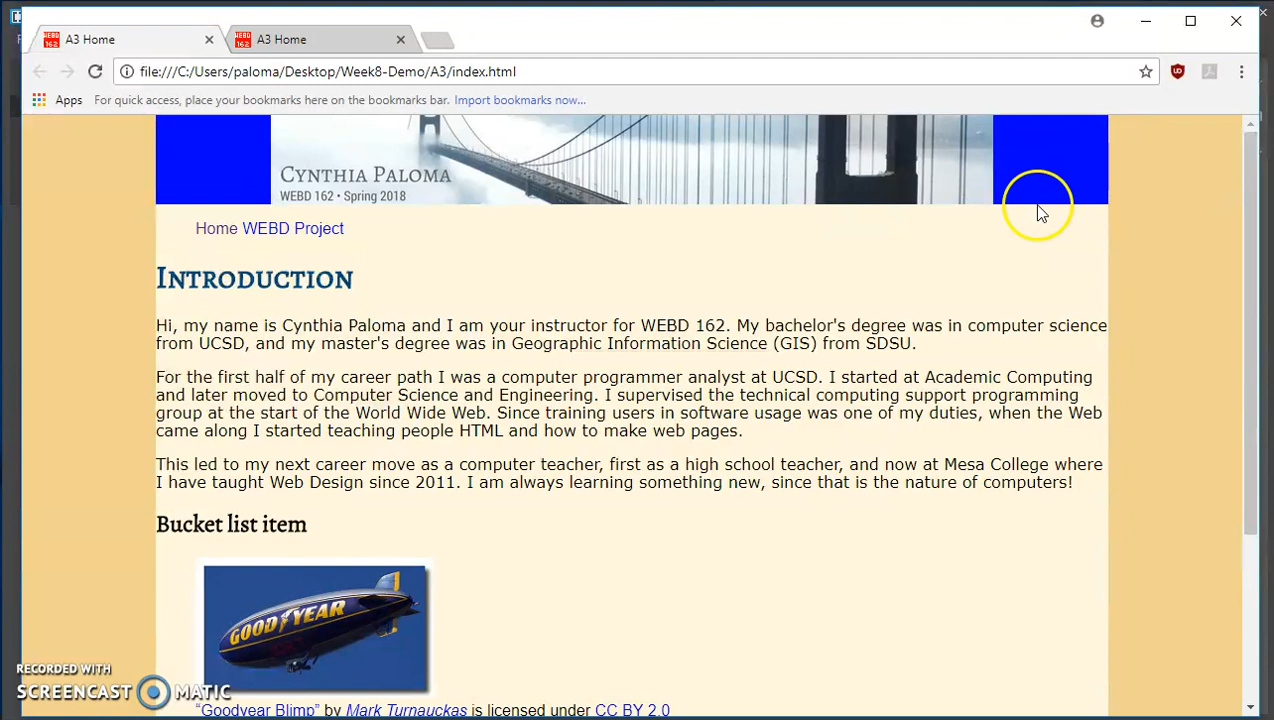 WEBD
162
A3 Home
WEBD
162
A3 Home
file:///C:/Users/paloma/Desktop/Week8-Demo/A3/index.html
Apps
For quick access, place your bookmarks here on the bookmarks bar. Import bookmarks now...
Cynthia Paloma
WEBD 162 • Spring 2018
Home WEBD Project
Introduction
Hi, my name is Cynthia Paloma and I am your instructor for WEBD 162. My bachelor's degree was in computer science
from UCSD, and my master's degree was in Geographic Information Science (GIS) from SDSU.
For the first half of my career path I was a computer programmer analyst at UCSD. I started at Academic Computing
and later moved to Computer Science and Engineering. I supervised the technical computing support programming
group at the start of the World Wide Web. Since training users in software usage was one of my duties, when the Web
came along I started teaching people HTML and how to make web pages.
This led to my next career move as a computer teacher, first as a high school teacher, and now at Mesa College where
I have taught Web Design since 2011. I am always learning something new, since that is the nature of computers!
Bucket list item
GOODYEAR
"Goodyear Blimp" by Mark Turnauckas is licensed under CC BY 2.0
RECORDED WITH
SCREENCAST MATIC